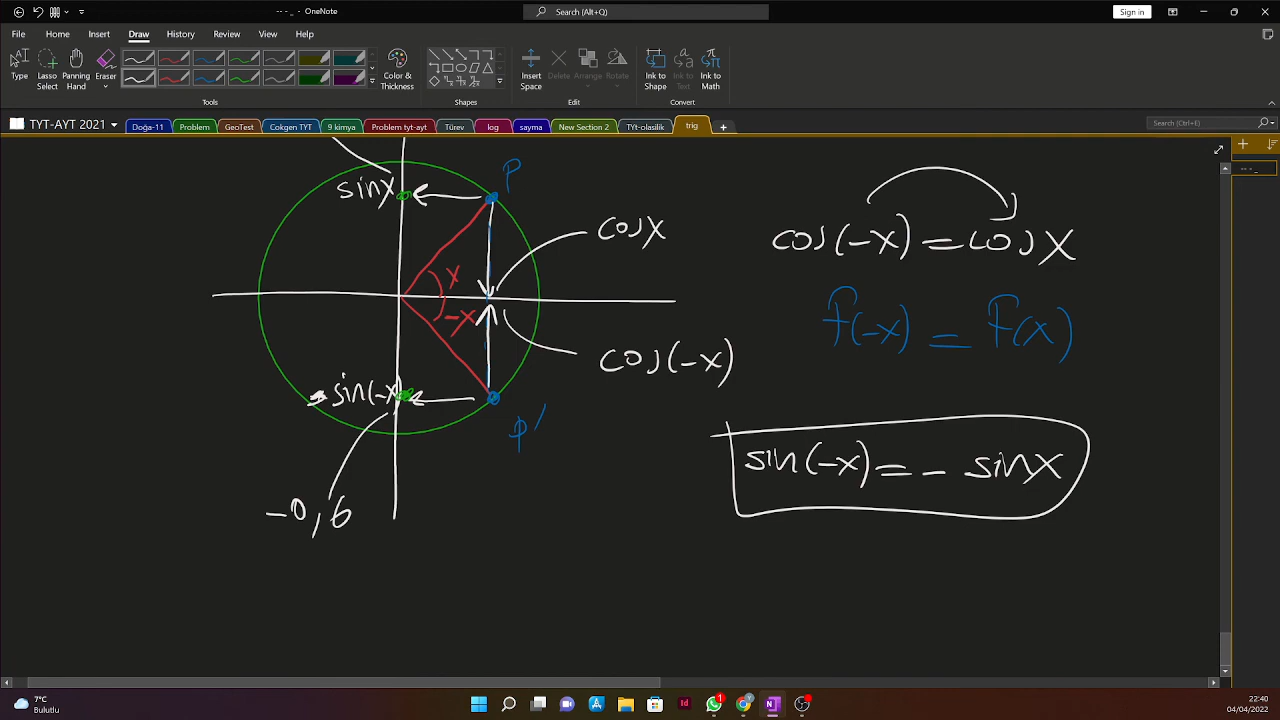 -- -_ - OneNote
Search (Alt+Q)
Sign in
File Home Insert Draw History Review View Help
Type
Lasso Select
Panning Hand
Eraser
Color & Thickness
Insert Space
Delete
Arrange
Rotate
Ink to Shape
Ink to Text
Ink to Math
Tools
Shapes
Edit
Convert
TYT-AYT 2021
Doğa-11 Problem GeoTest Cokgen TYT 9 kimya Problem tyt-ayt Türev log sayma New Section 2 TYt-olasilik trig
Search (Ctrl+E)
-- -_
P
sinx
cosx
x
-x
cos(-x)
sin(-x)
P'
-0,6
cos(-x)=cosx
f(-x)=f(x)
sin(-x)=- sinx
7°C
Bulutlu
Id
1
22:40
04/04/2022